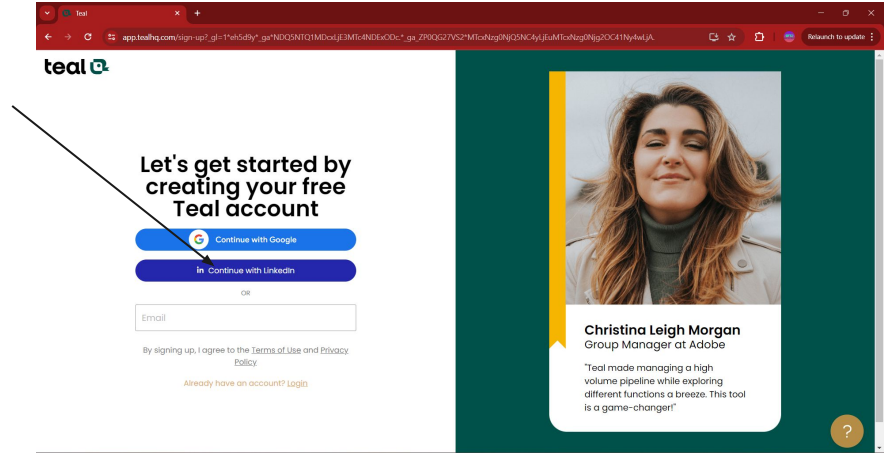 Teal
app.tealhq.com/sign-up?_gl=1*eh5d9y*_ga*NDQ5NTQ1MDcxLjE3MTc4NDExODc.*_ga_ZP0QG27VS2*MTcxNzg0NjQ5NC4yLjEuMTcxNzg0Njg2OC41Ny4wLjA.
Relaunch to update
teal
Let's get started by
creating your free
Teal account
Continue with Google
in Continue with LinkedIn
OR
Email
By signing up, I agree to the Terms of Use and Privacy
Policy
Already have an account? Login
Christina Leigh Morgan
Group Manager at Adobe
"Teal made managing a high
volume pipeline while exploring
different functions a breeze. This tool
is a game-changer!"
?